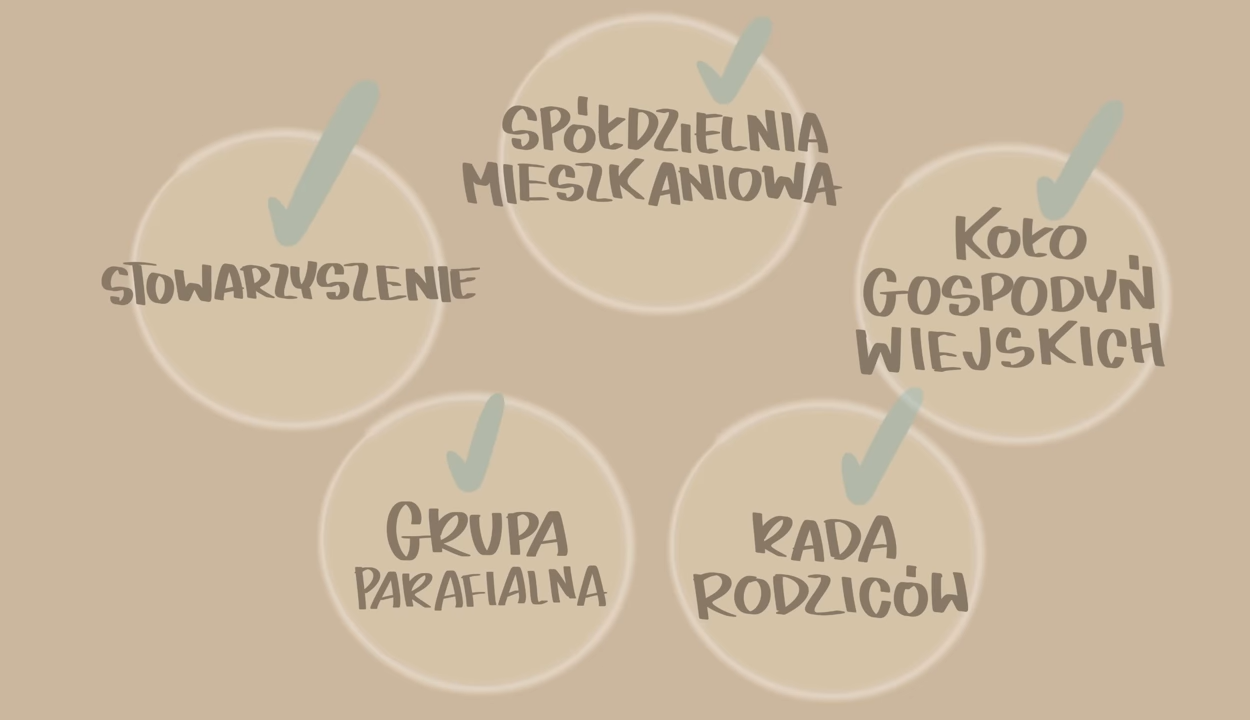 STOWARZYSZENIE
SPÓŁDZIELNIA
MIESZKANIOWA
KOŁO
GOSPODYŃ
WIEJSKICH
GRUPA
PARAFIALNA
RADA
RODZICÓW